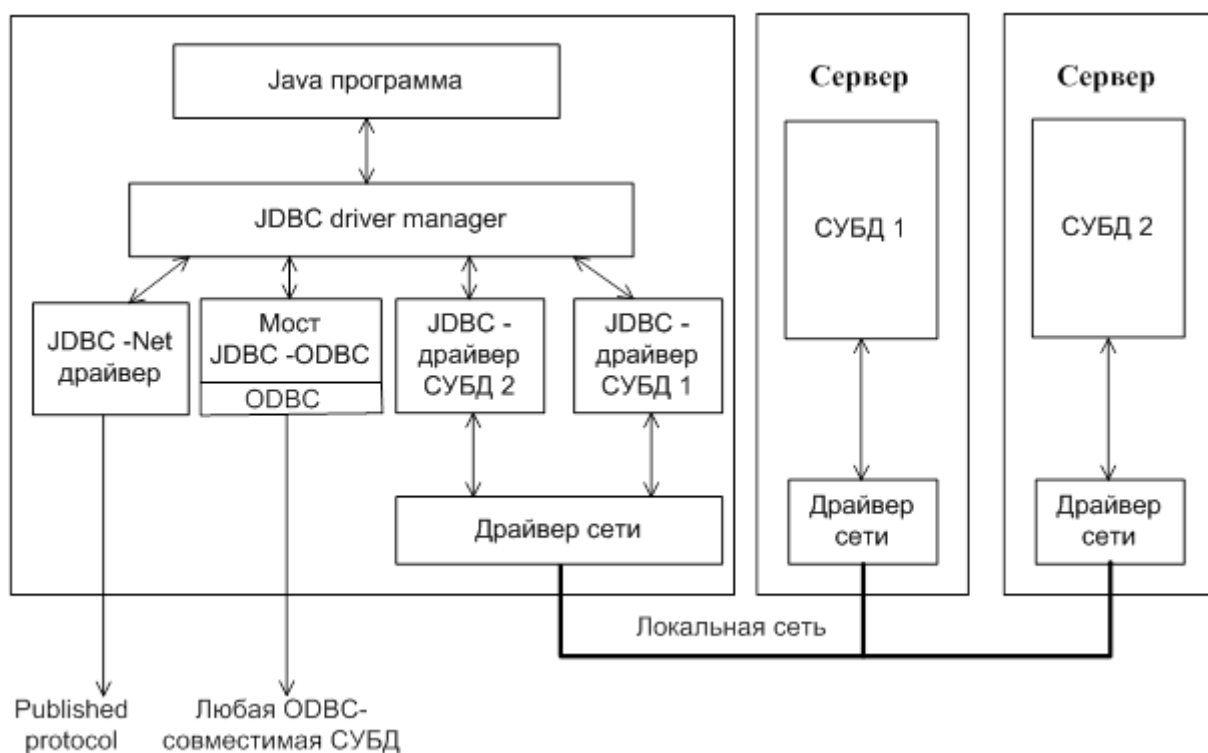 Java программа
Сервер
Сервер
JDBC driver manager
СУБД 1
СУБД 2
JDBC -Net
драйвер
Мост
JDBC -ODBC
ODBC
JDBC -
драйвер
СУБД 2
JDBC -
драйвер
СУБД 1
Драйвер сети
Драйвер
сети
Драйвер
сети
Локальная сеть
Published
protocol
Любая ODBC-
совместимая СУБД